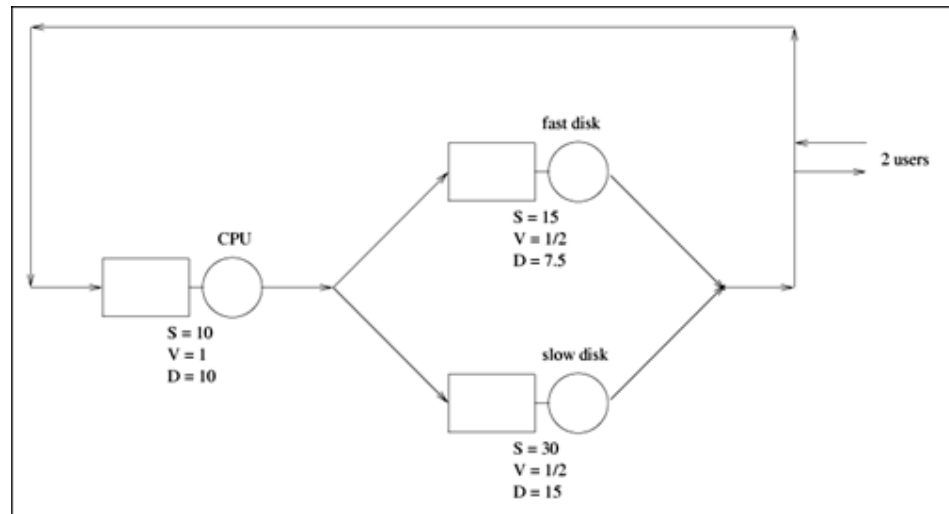 fast disk
2 users
S = 15
V = 1/2
D = 7.5
CPU
S = 10
V = 1
D = 10
slow disk
S = 30
V = 1/2
D = 15